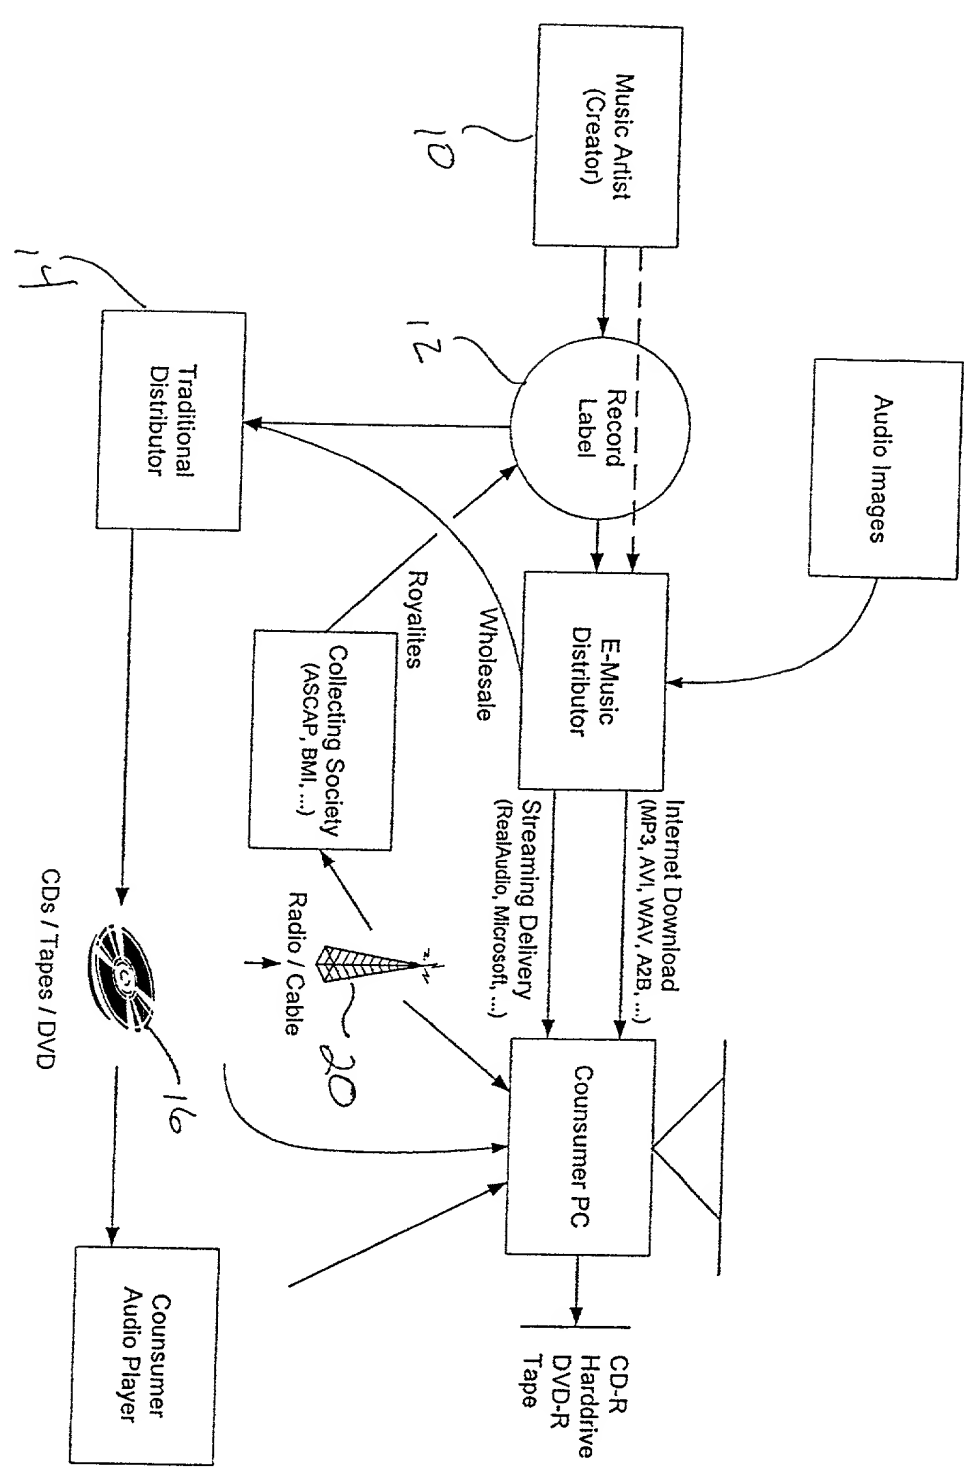 Audio Images
Music Artist
(Creator)
10
Record
Label
12
E-Music
Distributor
Internet Download
(MP3, AVI, WAV, A2B, ...)
Streaming Delivery
(RealAudio, Microsoft, ...)
Counsumer PC
CD-R
Harddrive
DVD-R
Tape
Wholesale
Royalites
Collecting Society
(ASCAP, BMI, ...)
20
Radio / Cable
14
Traditional
Distributor
16
CDs / Tapes / DVD
Counsumer
Audio Player